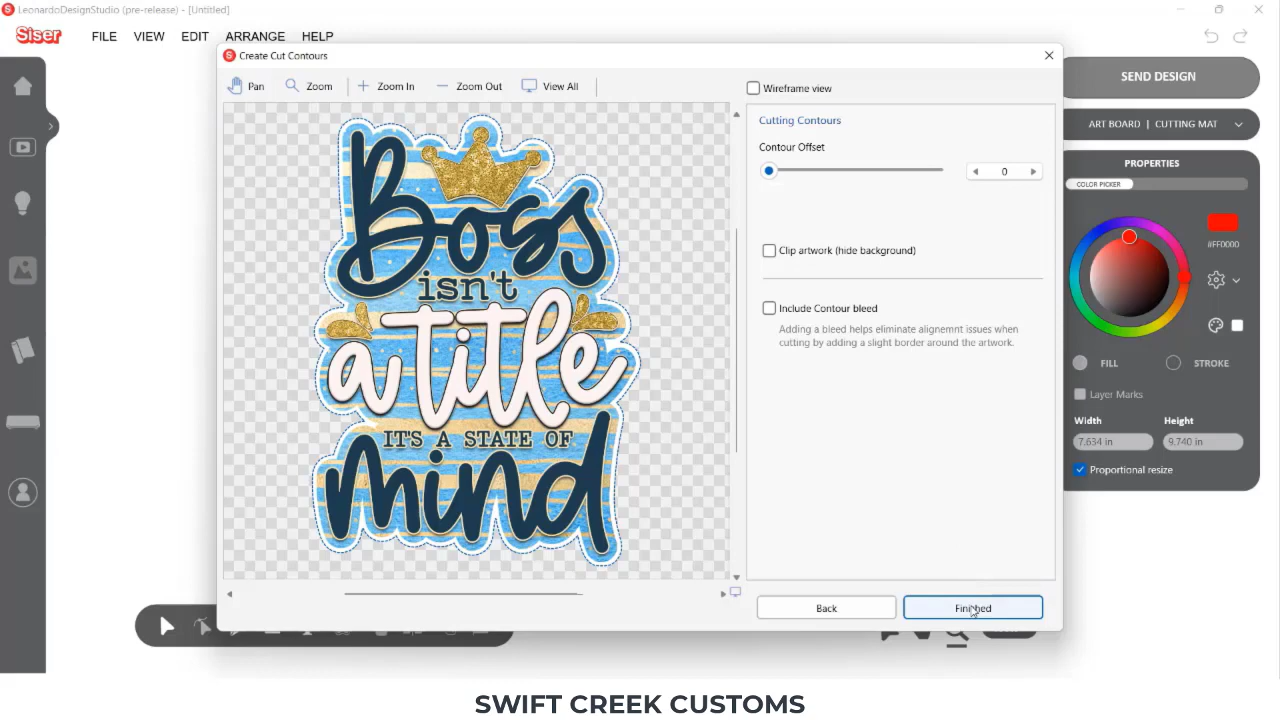 LeonardoDesignStudio (pre-release) - [Untitled]
Siser
FILE VIEW EDIT ARRANGE HELP
S Create Cut Contours
Pan Zoom Zoom In Zoom Out View All
Wireframe view
Cutting Contours
Contour Offset
0
Clip artwork (hide background)
Include Contour bleed
Adding a bleed helps eliminate alignemnt issues when
cutting by adding a slight border around the artwork.
Back Finished
Boss
isn't
a title
IT'S A STATE OF
mind
SEND DESIGN
ART BOARD | CUTTING MAT
PROPERTIES
COLOR PICKER
#FF0000
FILL STROKE
Layer Marks
Width Height
7.634 in 9.740 in
Proportional resize
SWIFT CREEK CUSTOMS